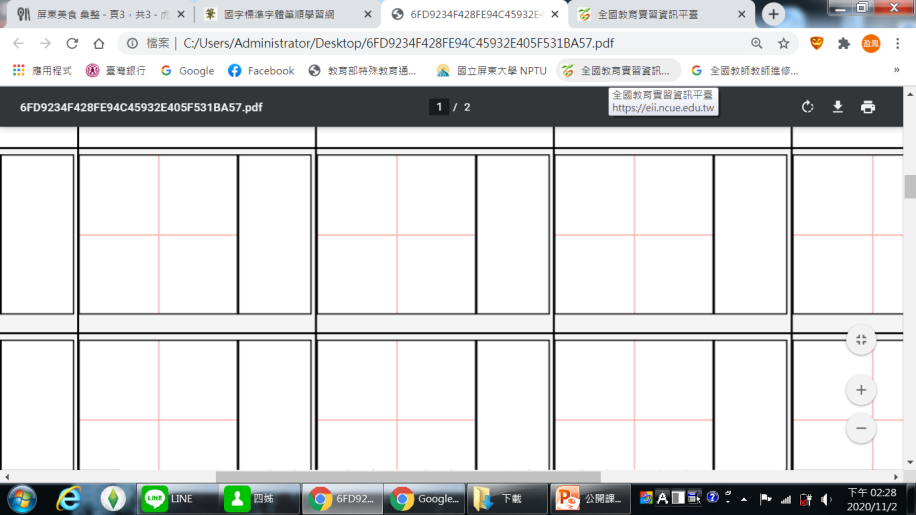 屏東美食 彙整 - 頁3，共3 - 虎
國字標準字體筆順學習網
6FD9234F428FE94C45932E4
全國教育實習資訊平臺
檔案 | C:/Users/Administrator/Desktop/6FD9234F428FE94C45932E405F531BA57.pdf
應用程式 臺灣銀行 Google Facebook 教育部特殊教育通... 國立屏東大學 NPTU 全國教育實習資訊... 全國教師教師進修... »
全國教育實習資訊平臺
https://eii.ncue.edu.tw
6FD9234F428FE94C45932E405F531BA57.pdf 1 / 2
LINE 四姊 6FD92... Google... 下載 公開課... 下午 02:28
2020/11/2